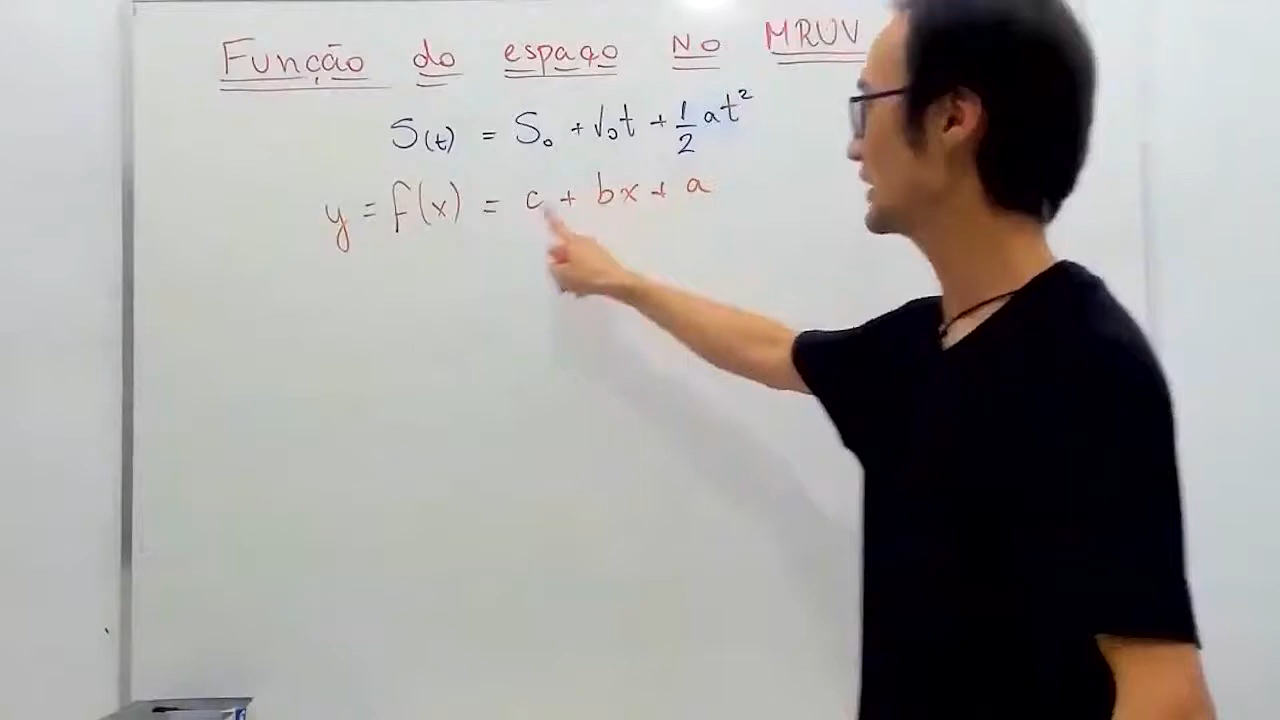 Função do espaço No MRUV
S(t) = S₀ + V₀t + 1/2 at²
y = f(x) = c + bx + a